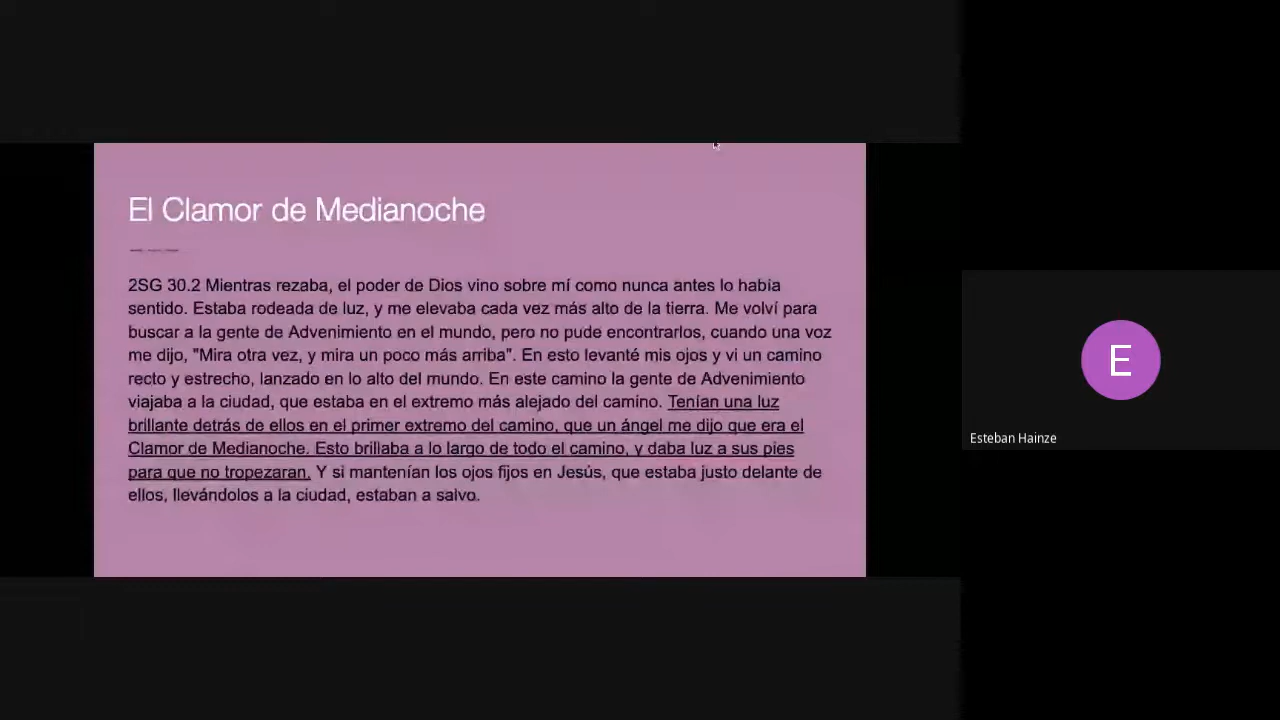 El Clamor de Medianoche
2SG 30.2 Mientras rezaba, el poder de Dios vino sobre mí como nunca antes lo había
sentido. Estaba rodeada de luz, y me elevaba cada vez más alto de la tierra. Me volví para
buscar a la gente de Advenimiento en el mundo, pero no pude encontrarlos, cuando una voz
me dijo, "Mira otra vez, y mira un poco más arriba". En esto levanté mis ojos y vi un camino
recto y estrecho, lanzado en lo alto del mundo. En este camino la gente de Advenimiento
viajaba a la ciudad, que estaba en el extremo más alejado del camino. Tenían una luz
brillante detrás de ellos en el primer extremo del camino, que un ángel me dijo que era el
Clamor de Medianoche. Esto brillaba a lo largo de todo el camino, y daba luz a sus pies
para que no tropezaran. Y si mantenían los ojos fijos en Jesús, que estaba justo delante de
ellos, llevándolos a la ciudad, estaban a salvo.
E
Esteban Hainze